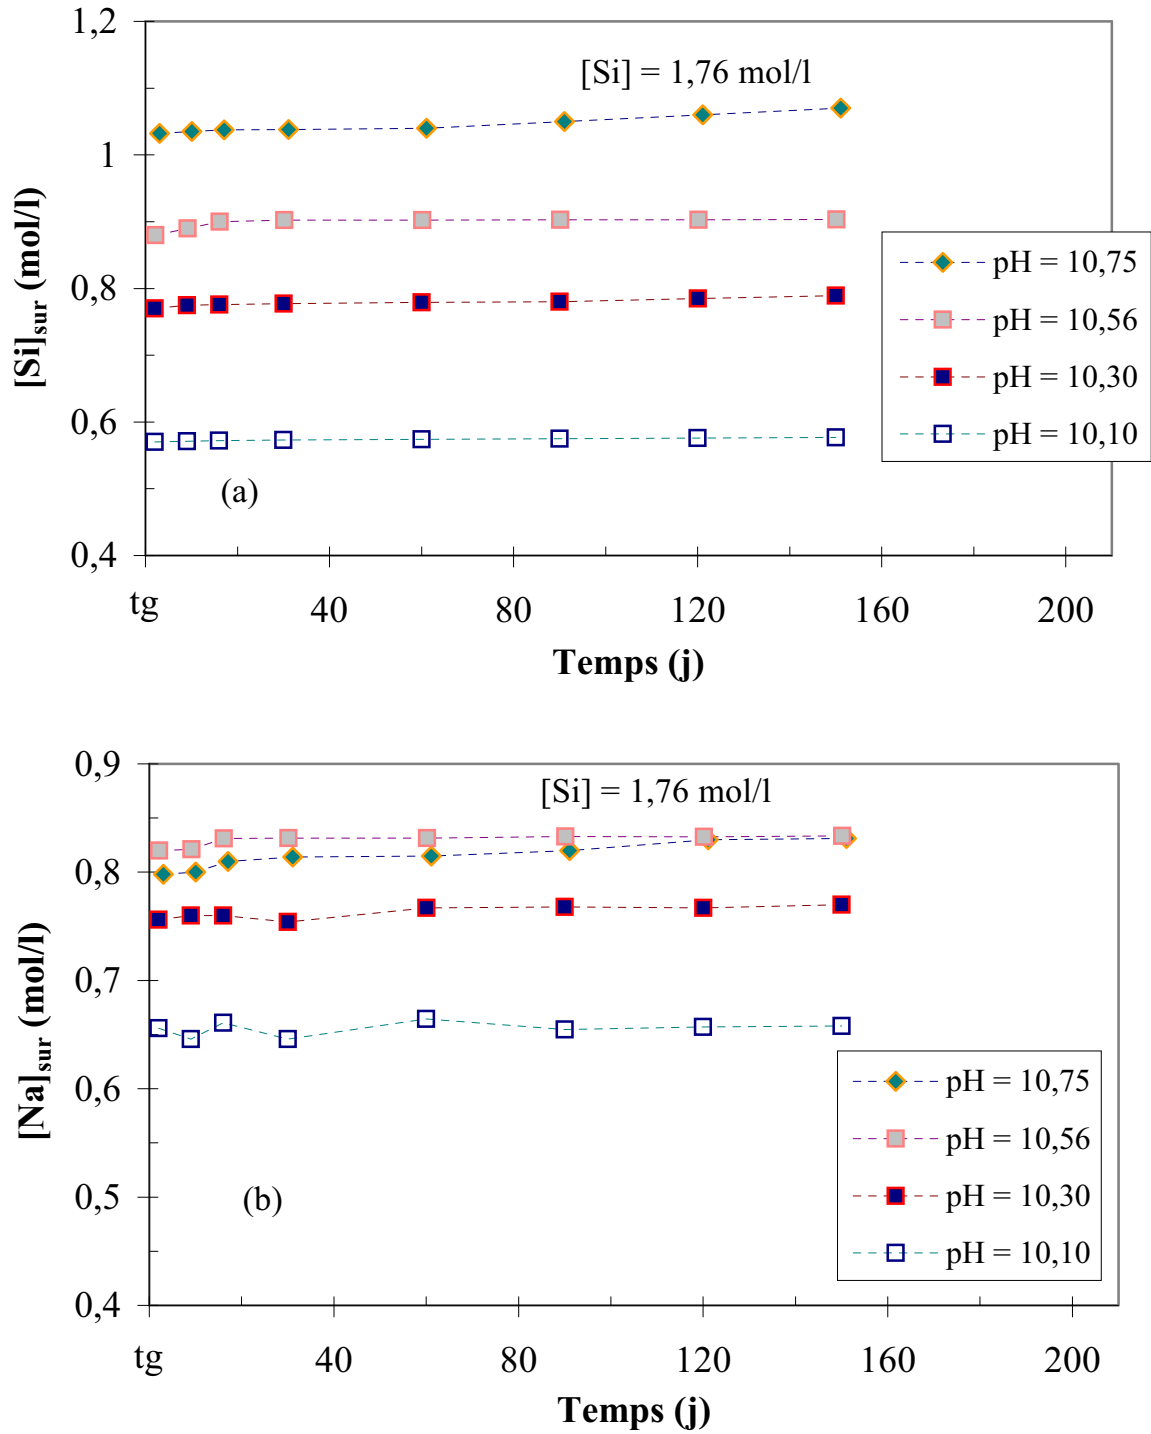 1,2
[Si] = 1,76 mol/l
1
0,8
0,6
0,4
[Si]sur (mol/l)
pH = 10,75
pH = 10,56
pH = 10,30
pH = 10,10
(a)
tg 40 80 120 160 200
Temps (j)
0,9
[Si] = 1,76 mol/l
0,8
0,7
0,6
0,5
0,4
[Na]sur (mol/l)
pH = 10,75
pH = 10,56
pH = 10,30
pH = 10,10
(b)
tg 40 80 120 160 200
Temps (j)